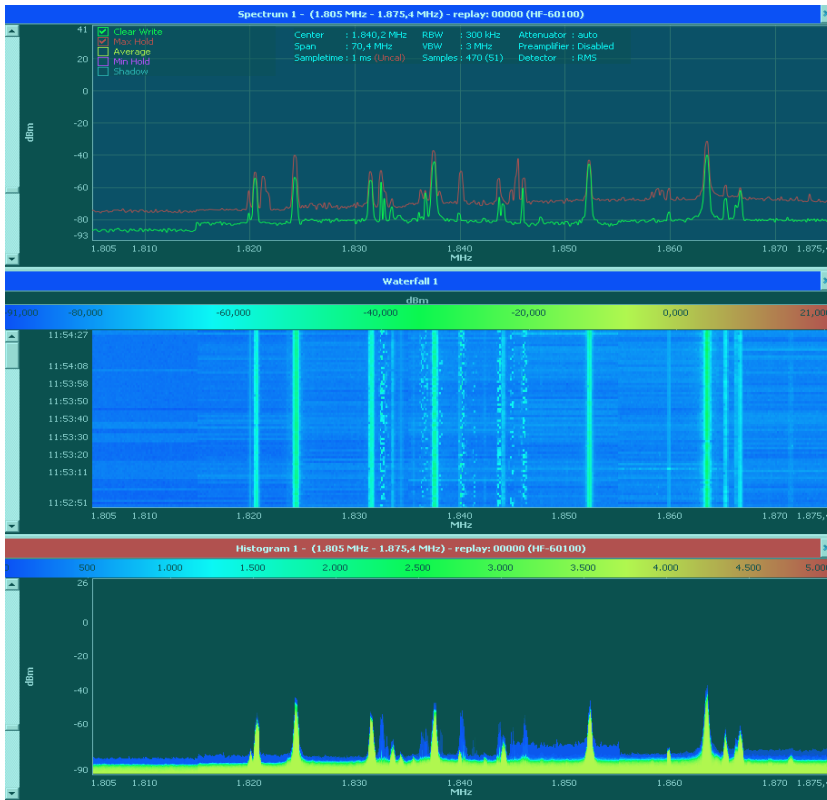 Spectrum 1 - (1.805 MHz - 1.875,4 MHz) - replay: 00000 (HF-60100)
41
20
0
-20
-40
-60
-80
-93
dBm
Clear Write
Max Hold
Average
Min Hold
Shadow
Center : 1.840,2 MHz RBW : 300 kHz Attenuator : auto
Span : 70,4 MHz VBW : 3 MHz Preamplifier : Disabled
Sampletime : 1 ms (Uncal) Samples : 470 (51) Detector : RMS
1.805 1.810 1.820 1.830 1.840 1.850 1.860 1.870 1.875,
MHz
Waterfall 1
dBm
91,000 -80,000 -60,000 -40,000 -20,000 0,000 21,000
11:54:27
11:54:08
11:53:58
11:53:50
11:53:40
11:53:30
11:53:20
11:53:11
11:52:51
1.805 1.810 1.820 1.830 1.840 1.850 1.860 1.870 1.875,
MHz
Histogram 1 - (1.805 MHz - 1.875,4 MHz) - replay: 00000 (HF-60100)
0 500 1.000 1.500 2.000 2.500 3.000 3.500 4.000 4.500 5.000
26
0
-40
-60
-90
dBm
1.805 1.810 1.820 1.830 1.840 1.850 1.860 1.870 1.875,4
MHz